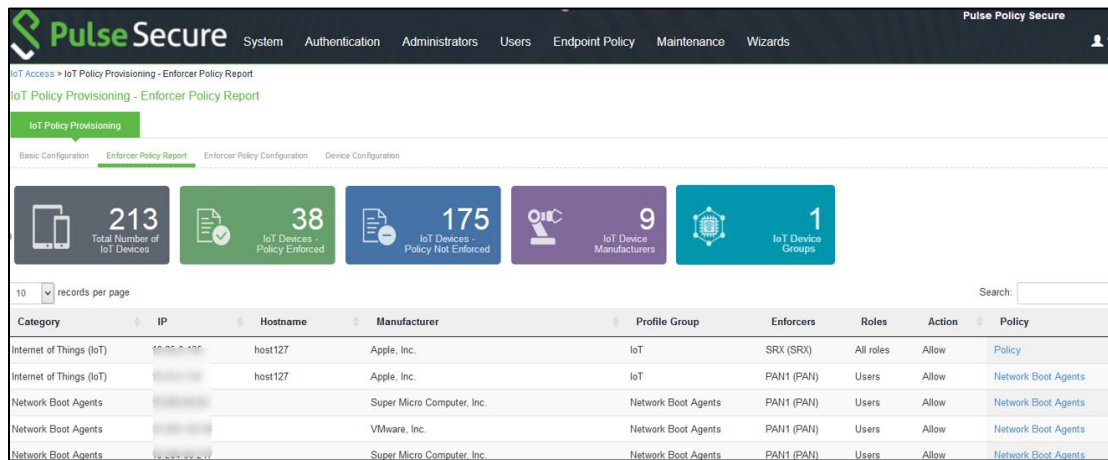 Pulse Policy Secure
Pulse Secure System Authentication Administrators Users Endpoint Policy Maintenance Wizards
IoT Access > IoT Policy Provisioning - Enforcer Policy Report
IoT Policy Provisioning - Enforcer Policy Report
IoT Policy Provisioning
Basic Configuration Enforcer Policy Report Enforcer Policy Configuration Device Configuration
213
Total Number of
IoT Devices
38
IoT Devices -
Policy Enforced
175
IoT Devices -
Policy Not Enforced
9
IoT Device
Manufacturers
1
IoT Device
Groups
10 records per page Search:
Category IP Hostname Manufacturer Profile Group Enforcers Roles Action Policy
Internet of Things (IoT) host127 Apple, Inc. IoT SRX (SRX) All roles Allow Policy
Internet of Things (IoT) host127 Apple, Inc. IoT PAN1 (PAN) Users Allow Network Boot Agents
Network Boot Agents Super Micro Computer, Inc. Network Boot Agents PAN1 (PAN) Users Allow Network Boot Agents
Network Boot Agents VMware, Inc. Network Boot Agents PAN1 (PAN) Users Allow Network Boot Agents
Network Boot Agents Super Micro Computer, Inc. Network Boot Agents PAN1 (PAN) Users Allow Network Boot Agents